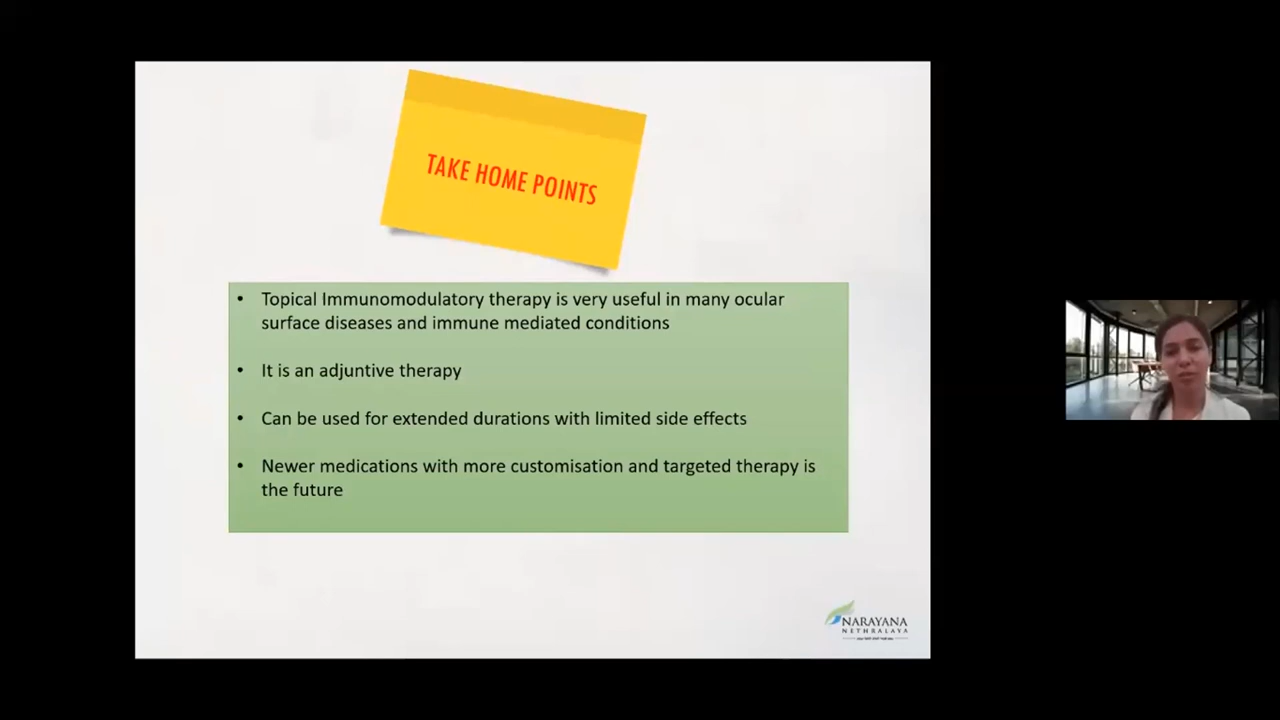 TAKE HOME POINTS
• Topical Immunomodulatory therapy is very useful in many ocular
surface diseases and immune mediated conditions
• It is an adjuntive therapy
• Can be used for extended durations with limited side effects
• Newer medications with more customisation and targeted therapy is
the future
NARAYANA
NETHRALAYA